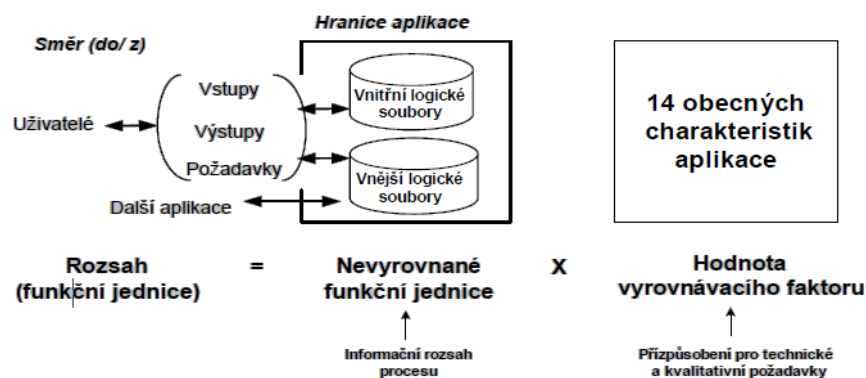 Hranice aplikace
Směr (do/ z)
Vstupy
Vnitřní logické
soubory
Uživatelé
Výstupy
Požadavky
Vnější logické
soubory
Další aplikace
14 obecných
charakteristik
aplikace
Rozsah = Nevyrovnané X Hodnota
(funkční jednice) funkční jednice vyrovnávacího faktoru
Informační rozsah
procesu
Přízpůsobení pro technické
a kvalitativní požadavky